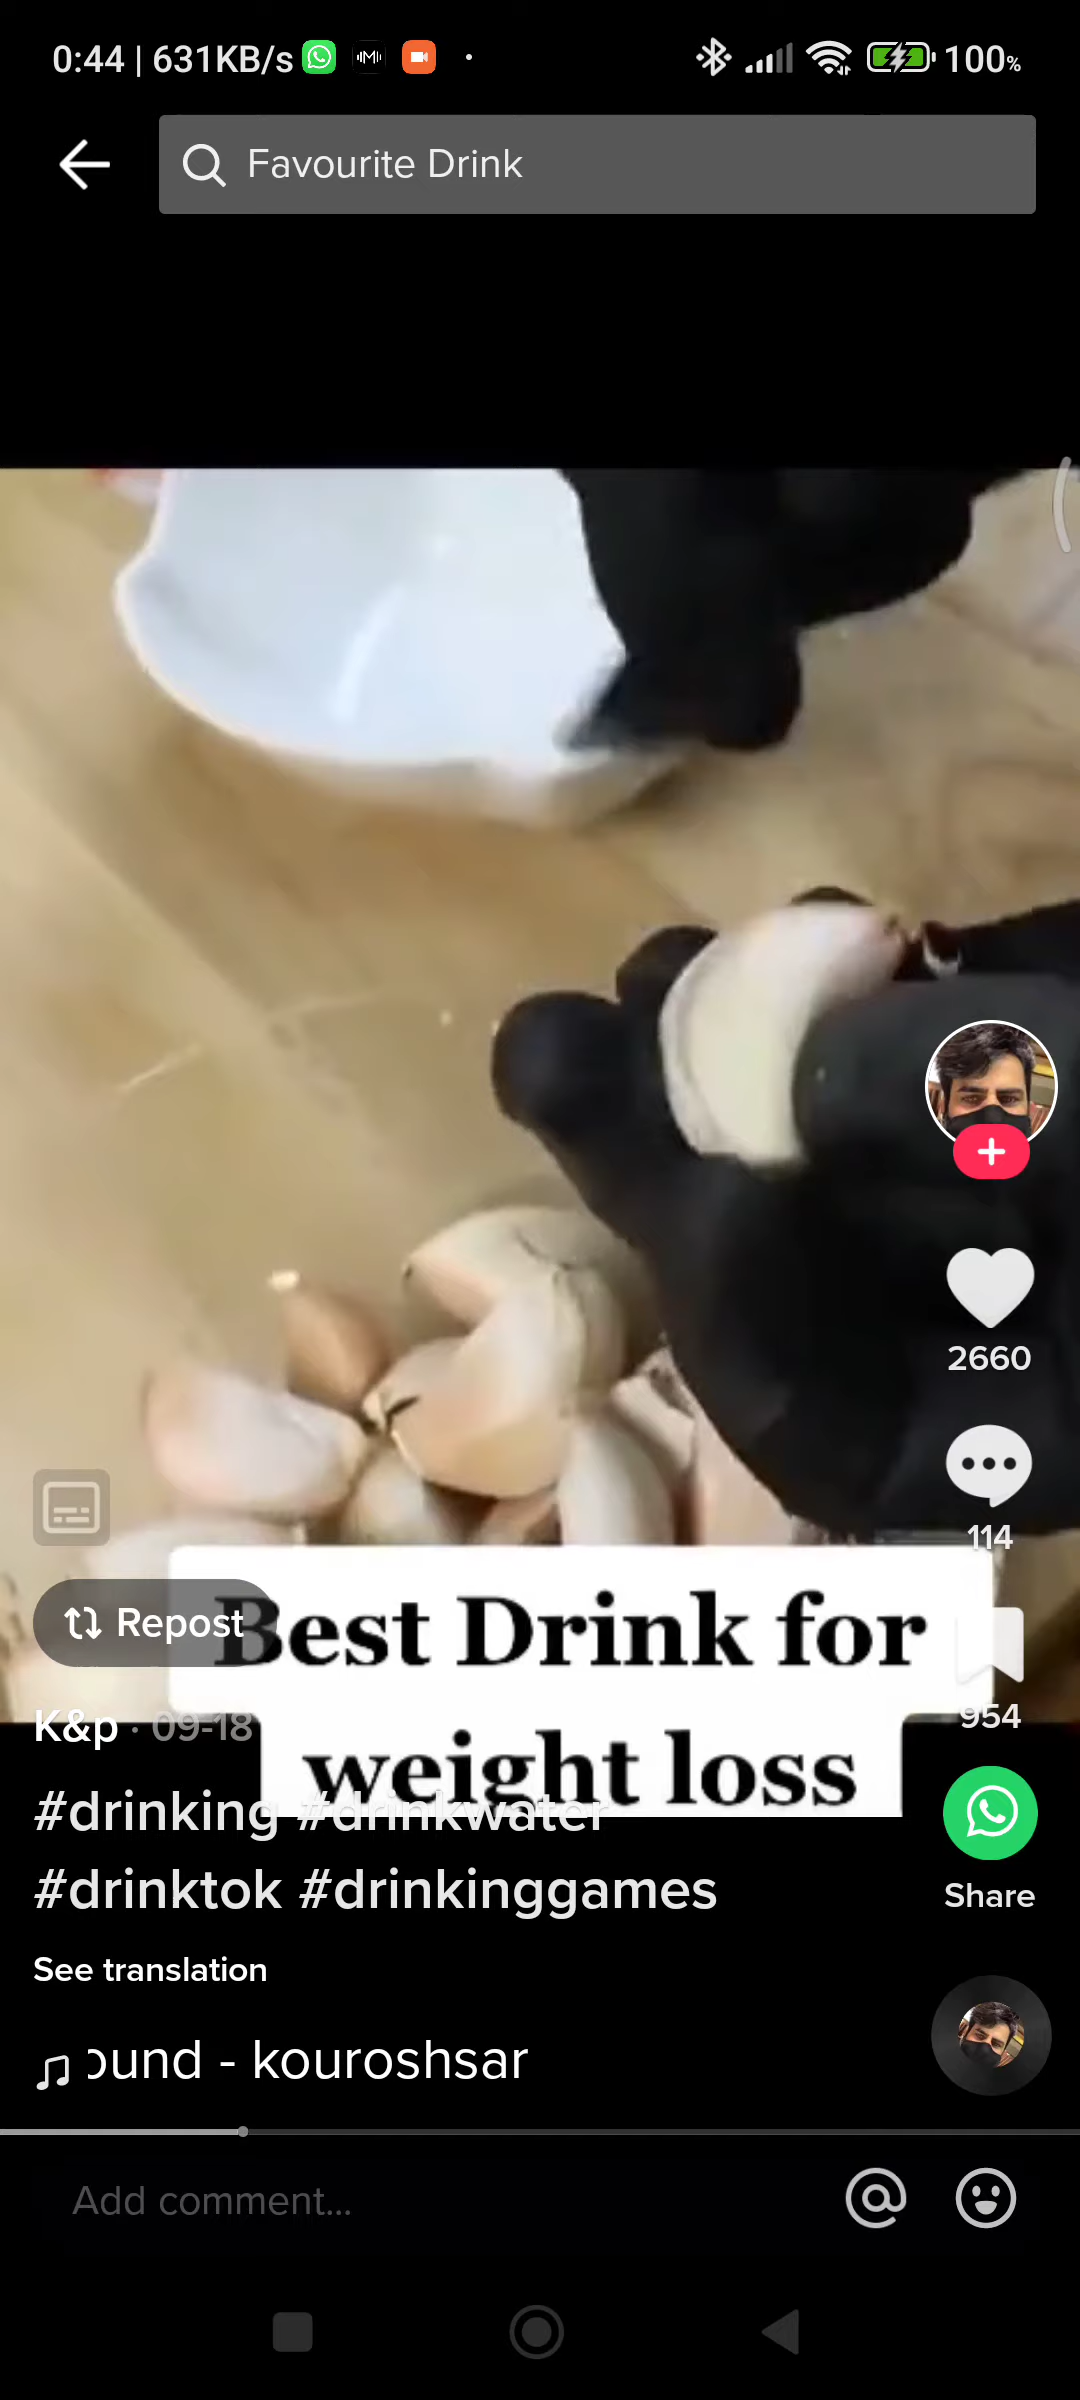 0:44 | 631KB/s
100%
Favourite Drink
2660
114
Best Drink for
weight loss
Repost
954
K&p · 09-18
#drinking #drinkwater
#drinktok #drinkinggames
Share
See translation
ound - kouroshsar
Add comment...